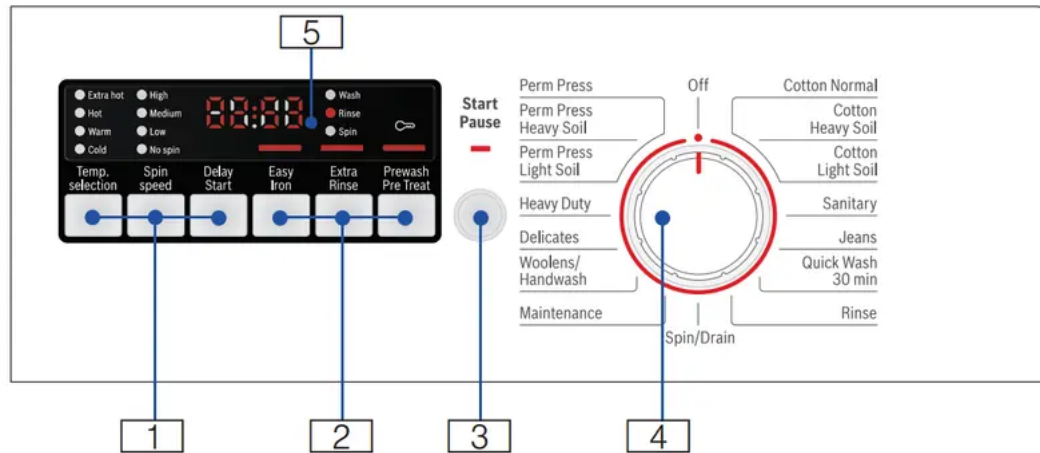 5
Extra hot
High
Wash
Hot
Medium
Rinse
Warm
Low
Spin
Cold
No spin
Temp.
selection
Spin
speed
Delay
Start
Easy
Iron
Extra
Rinse
Prewash
Pre Treat
Start
Pause
Perm Press
Perm Press
Heavy Soil
Perm Press
Light Soil
Heavy Duty
Delicates
Woolens/
Handwash
Maintenance
Off
Spin/Drain
Cotton Normal
Cotton
Heavy Soil
Cotton
Light Soil
Sanitary
Jeans
Quick Wash
30 min
Rinse
1
2
3
4